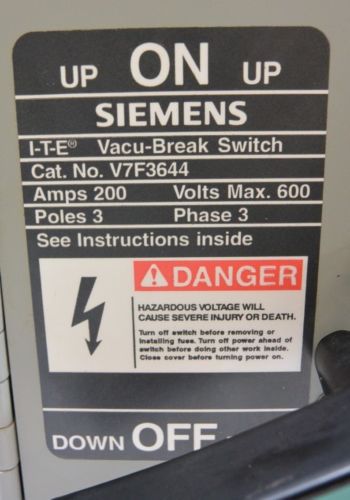 UP ON UP
SIEMENS
I-T-E® Vacu-Break Switch
Cat. No. V7F3644
Amps 200 Volts Max. 600
Poles 3 Phase 3
See Instructions inside
DANGER
HAZARDOUS VOLTAGE WILL
CAUSE SEVERE INJURY OR DEATH.
Turn off switch before removing or
installing fuse. Turn off power ahead of
switch before doing other work inside.
Close cover before turning power on.
DOWN OFF